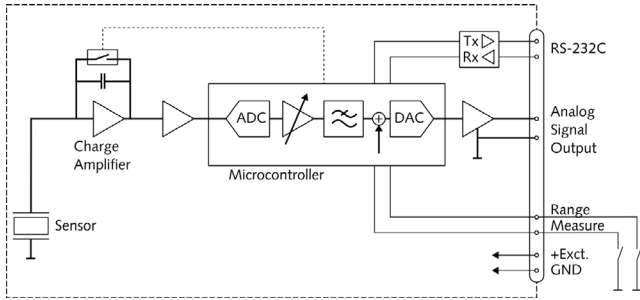 Tx
Rx
RS-232C
ADC
DAC
Analog
Signal
Output
Charge
Amplifier
Microcontroller
Range
Measure
Sensor
+Exct.
GND